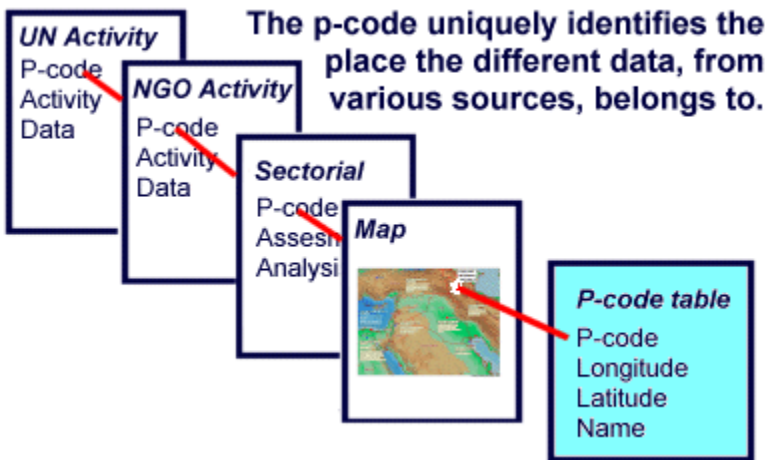 The p-code uniquely identifies the
place the different data, from
various sources, belongs to.
UN Activity
P-code
Activity
Data
NGO Activity
P-code
Activity
Data
Sectorial
P-code
Map
P-code table
P-code
Longitude
Latitude
Name